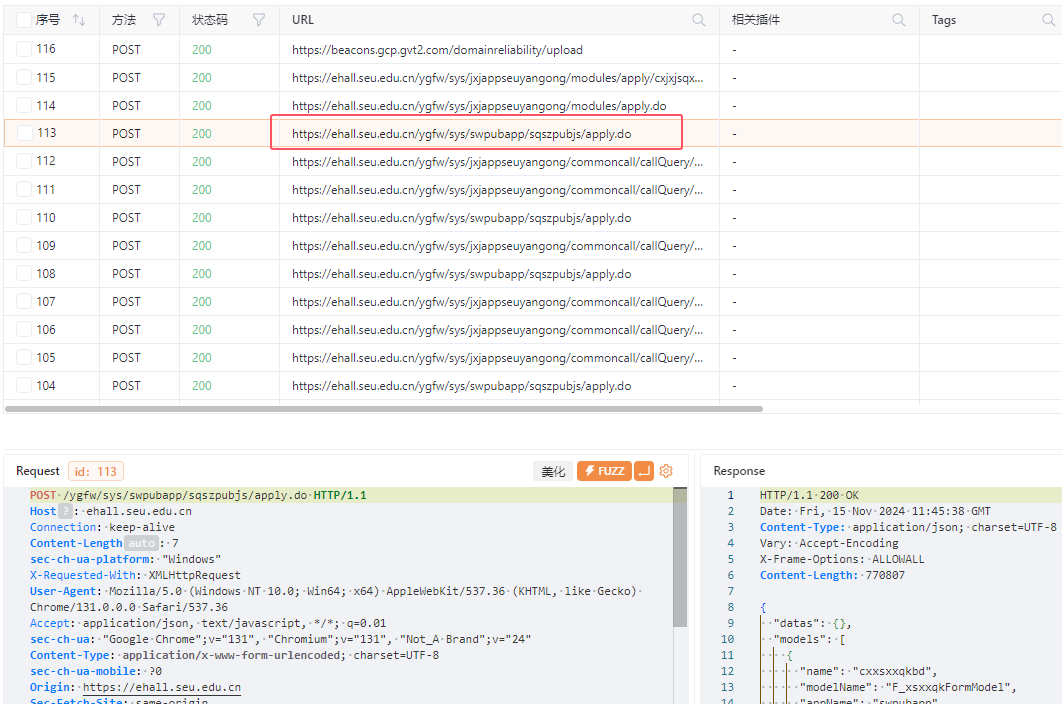 序号 方法 状态码 URL 相关插件 Tags
116 POST 200 https://beacons.gcp.gvt2.com/domainreliability/upload -
115 POST 200 https://ehall.seu.edu.cn/ygfw/sys/jxjappseuyangong/modules/apply/cxjxjsqx... -
114 POST 200 https://ehall.seu.edu.cn/ygfw/sys/jxjappseuyangong/modules/apply.do -
113 POST 200 https://ehall.seu.edu.cn/ygfw/sys/swpubapp/sqszpubjs/apply.do -
112 POST 200 https://ehall.seu.edu.cn/ygfw/sys/jxjappseuyangong/commoncall/callQuery/... -
111 POST 200 https://ehall.seu.edu.cn/ygfw/sys/jxjappseuyangong/commoncall/callQuery/... -
110 POST 200 https://ehall.seu.edu.cn/ygfw/sys/swpubapp/sqszpubjs/apply.do -
109 POST 200 https://ehall.seu.edu.cn/ygfw/sys/jxjappseuyangong/commoncall/callQuery/... -
108 POST 200 https://ehall.seu.edu.cn/ygfw/sys/swpubapp/sqszpubjs/apply.do -
107 POST 200 https://ehall.seu.edu.cn/ygfw/sys/jxjappseuyangong/commoncall/callQuery/... -
106 POST 200 https://ehall.seu.edu.cn/ygfw/sys/jxjappseuyangong/commoncall/callQuery/... -
105 POST 200 https://ehall.seu.edu.cn/ygfw/sys/jxjappseuyangong/commoncall/callQuery/... -
104 POST 200 https://ehall.seu.edu.cn/ygfw/sys/swpubapp/sqszpubjs/apply.do -
Request id: 113 美化 FUZZ
POST /ygfw/sys/swpubapp/sqszpubjs/apply.do HTTP/1.1
Host ? : ehall.seu.edu.cn
Connection: keep-alive
Content-Length auto : 7
sec-ch-ua-platform: "Windows"
X-Requested-With: XMLHttpRequest
User-Agent: Mozilla/5.0 (Windows NT 10.0; Win64; x64) AppleWebKit/537.36 (KHTML, like Gecko)
Chrome/131.0.0.0 Safari/537.36
Accept: application/json, text/javascript, */*; q=0.01
sec-ch-ua: "Google Chrome";v="131", "Chromium";v="131", "Not_A Brand";v="24"
Content-Type: application/x-www-form-urlencoded; charset=UTF-8
sec-ch-ua-mobile: ?0
Origin: https://ehall.seu.edu.cn
Sec-Fetch-Site: same-origin
Response
1 HTTP/1.1 200 OK
2 Date: Fri, 15 Nov 2024 11:45:38 GMT
3 Content-Type: application/json; charset=UTF-8
4 Vary: Accept-Encoding
5 X-Frame-Options: ALLOWALL
6 Content-Length: 770807
7
8 {
9 "datas": {},
10 "models": [
11 {
12 "name": "cxxsxxqkbd",
13 "modelName": "F_xsxxqkFormModel",
14 "appName": "swpubapp"